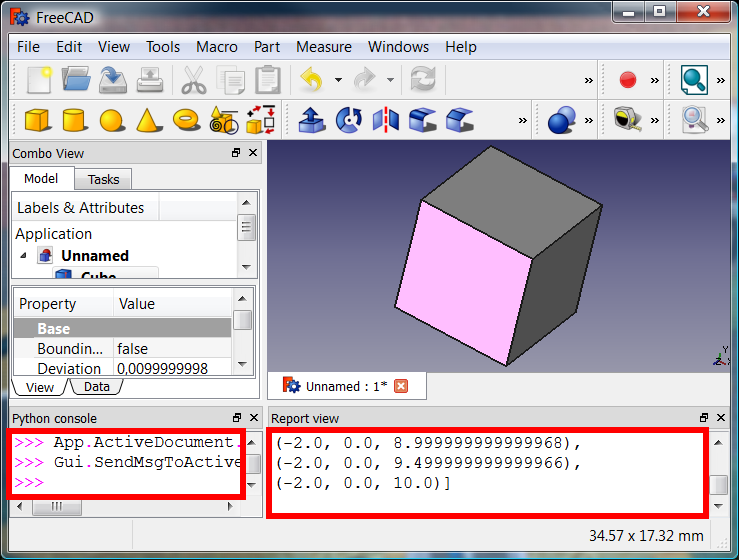 FreeCAD
File Edit View Tools Macro Part Measure Windows Help
Combo View
Model Tasks
Labels & Attributes
Application
Unnamed
Cube
Property Value
Base
Boundin... false
Deviation 0,0099999998
View Data
Unnamed : 1*
Y
Z
Python console
>>> App.ActiveDocument.
>>> Gui.SendMsgToActive
>>>
Report view
(-2.0, 0.0, 8.999999999999968),
(-2.0, 0.0, 9.499999999999966),
(-2.0, 0.0, 10.0)]
34.57 x 17.32 mm